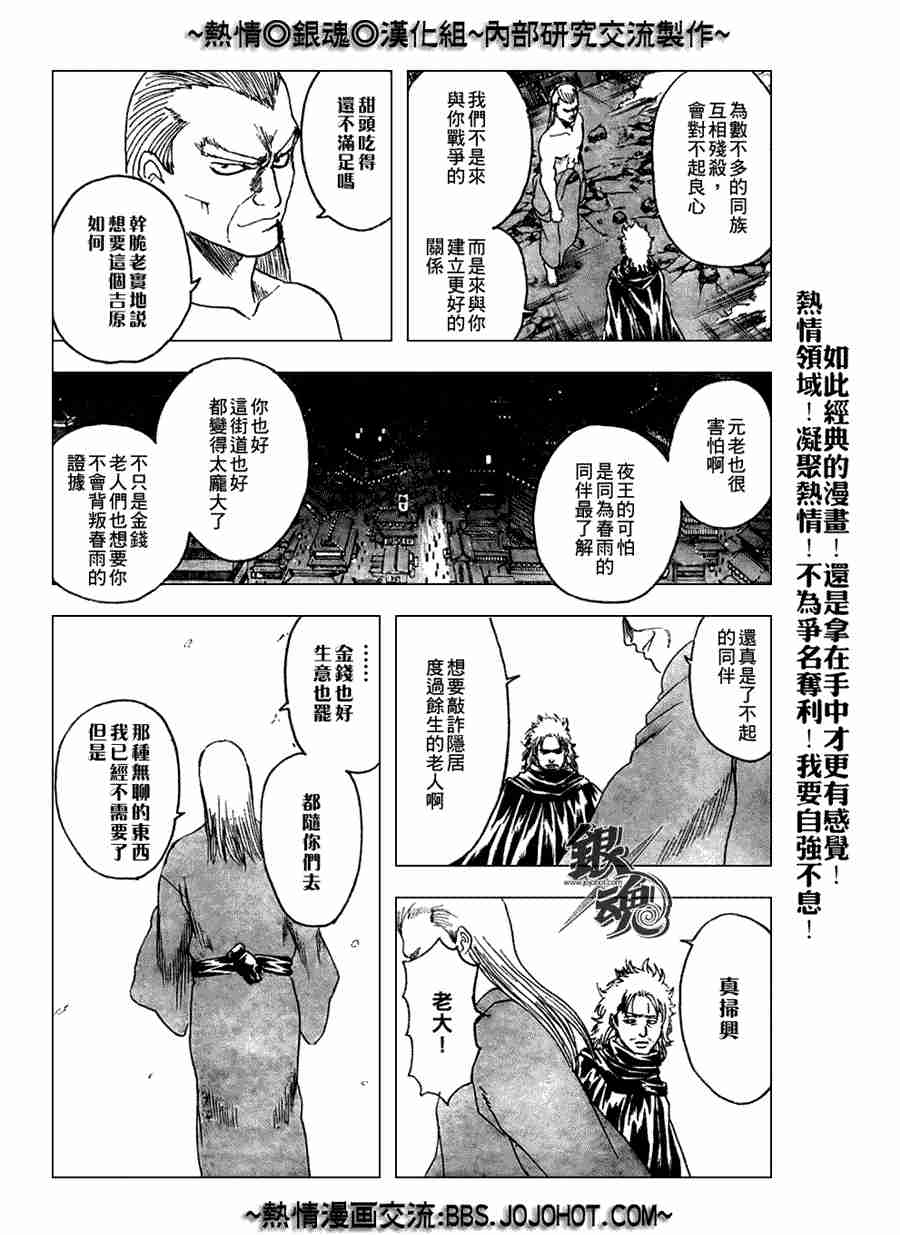 ~熱情◎銀魂◎漢化組~內部研究交流製作~
為數不多的同族
互相殘殺，
會對不起良心
我們不是來
與你戰爭的
而是來與你
建立更好的
關係
甜頭吃得
還不滿足嗎
幹脆老實地說
想要這個吉原
如何
元老也很
害怕啊
夜王的可怕
是同為春雨的
同伴最了解
你也好
這街道也好
都變得太龐大了
不只是金錢
老人們也想要你
不會背叛春雨的
證據
還真是了不起
的同伴
想要敲詐隱居
度過餘生的老人啊
真掃興
老大！
……
金錢也好
生意也罷
都隨你們去
那種無聊的東西
我已經不需要了
但是
銀魂
www.jojohot.com
如此經典的漫畫！還是拿在手中才更有感覺！
熱情領域！凝聚熱情！不為爭名奪利！我要自強不息！
~熱情漫画交流:BBS.JOJOHOT.COM~